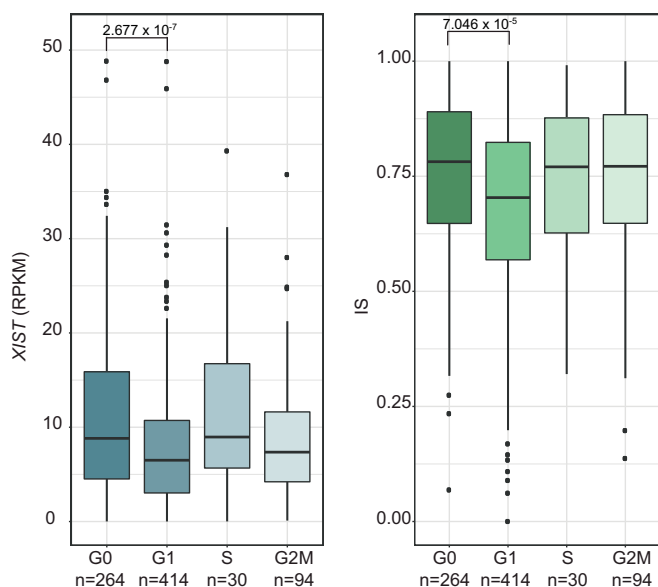 2.677 x 10-7
50
40
30
20
10
0
XIST (RPKM)
G0 G1 S G2M
n=264 n=414 n=30 n=94
7.046 x 10-5
1.00
0.75
0.50
0.25
0.00
IS
G0 G1 S G2M
n=264 n=414 n=30 n=94